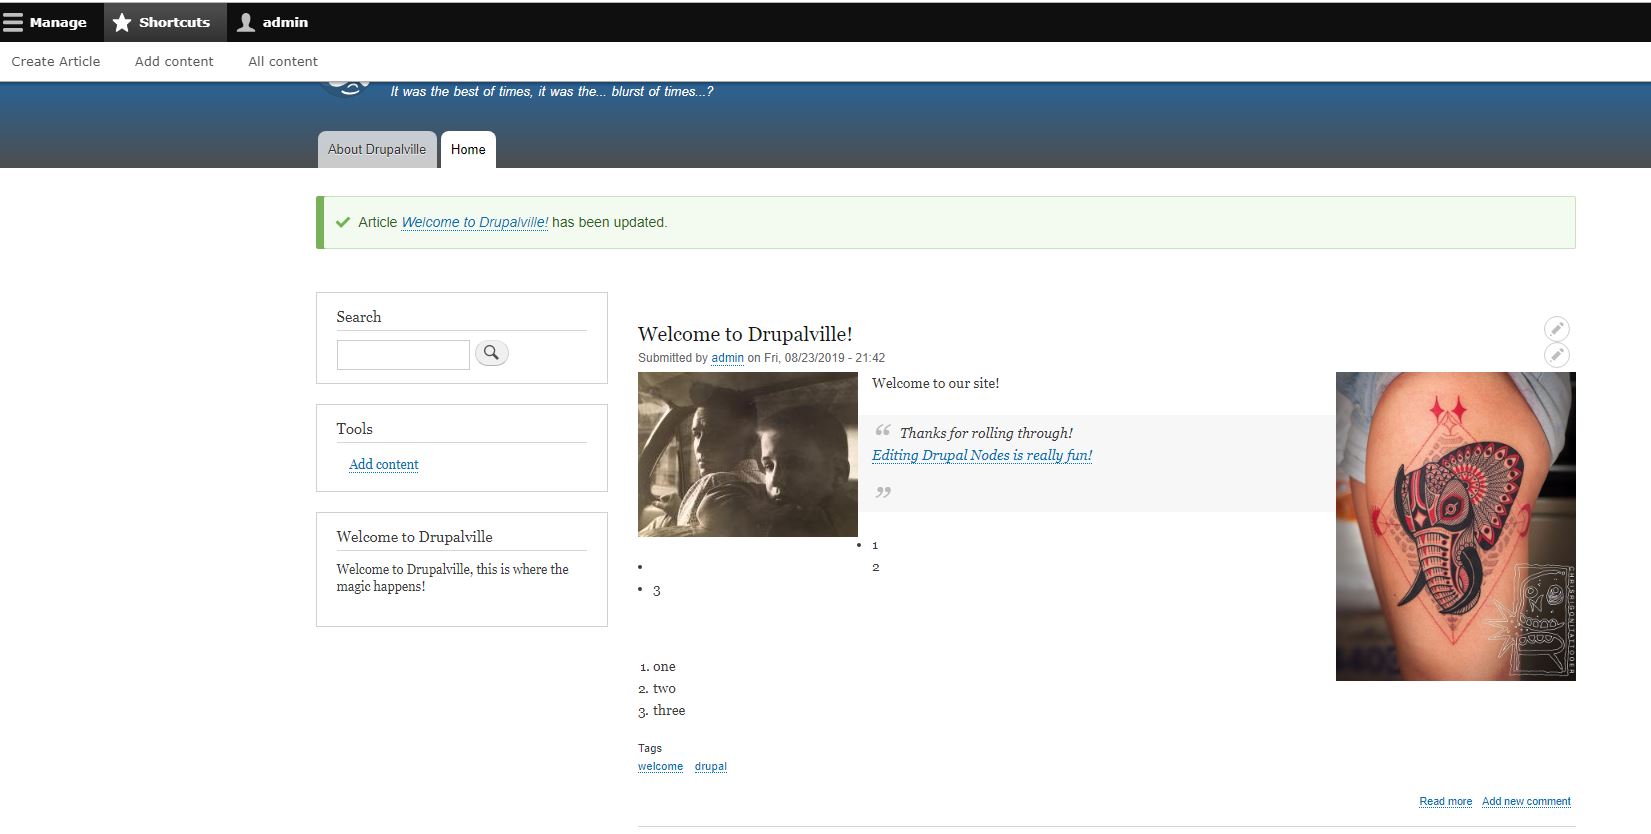 Manage Shortcuts admin
Create Article Add content All content
It was the best of times, it was the... blurst of times...?
About Drupalville Home
Article Welcome to Drupalville! has been updated.
Search
Tools
Add content
Welcome to Drupalville
Welcome to Drupalville, this is where the
magic happens!
Welcome to Drupalville!
Submitted by admin on Fri, 08/23/2019 - 21:42
Welcome to our site!
“ Thanks for rolling through!
Editing Drupal Nodes is really fun!
”
• 1
2
•
• 3
1. one
2. two
3. three
CHRISRIGONITATTOOER
Tags
welcome drupal
Read more Add new comment